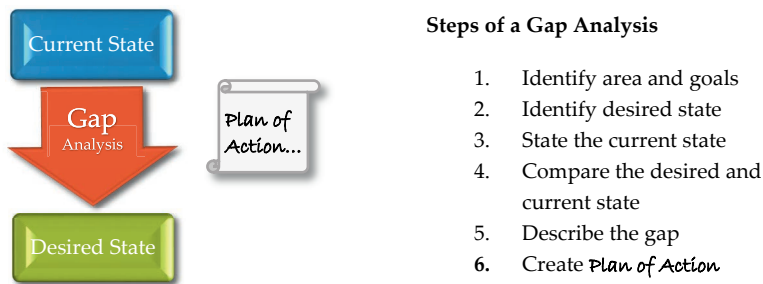 Current State
Gap
Analysis
Desired State
Plan of
Action...
Steps of a Gap Analysis
1. Identify area and goals
2. Identify desired state
3. State the current state
4. Compare the desired and
current state
5. Describe the gap
6. Create Plan of Action